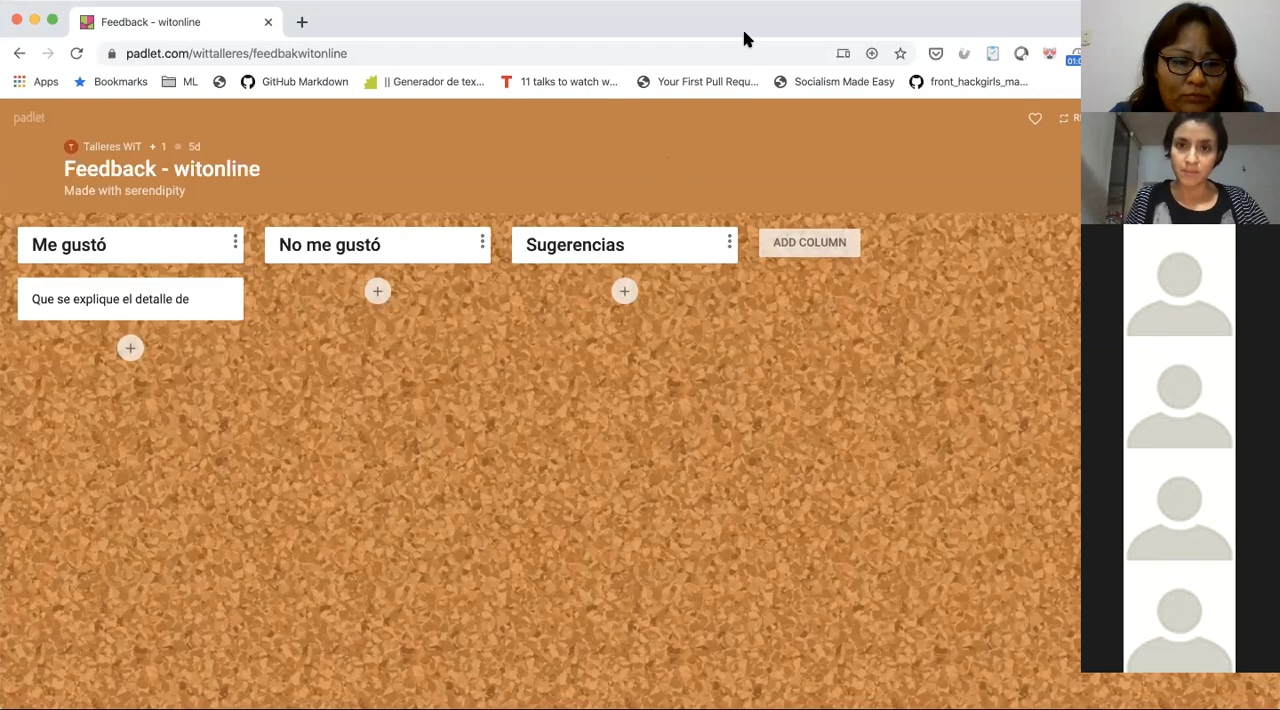 Feedback - witonline
padlet.com/wittalleres/feedbakwitonline
Apps
Bookmarks
ML
GitHub Markdown
|| Generador de tex...
11 talks to watch w...
Your First Pull Requ...
Socialism Made Easy
front_hackgirls_ma...
padlet
Talleres WiT + 1 5d
Feedback - witonline
Made with serendipity
Me gustó
No me gustó
Sugerencias
ADD COLUMN
Que se explique el detalle de